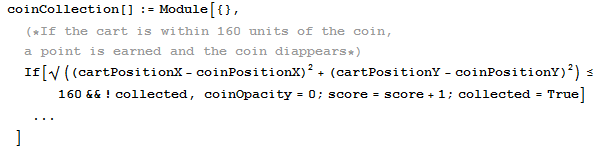 coinCollection[] := Module[{},
(*If the cart is within 160 units of the coin,
a point is earned and the coin diappears*)
If[√((cartPositionX - coinPositionX)² + (cartPositionY - coinPositionY)²) ≤
160 && ! collected, coinOpacity = 0; score = score + 1; collected = True]
...
]